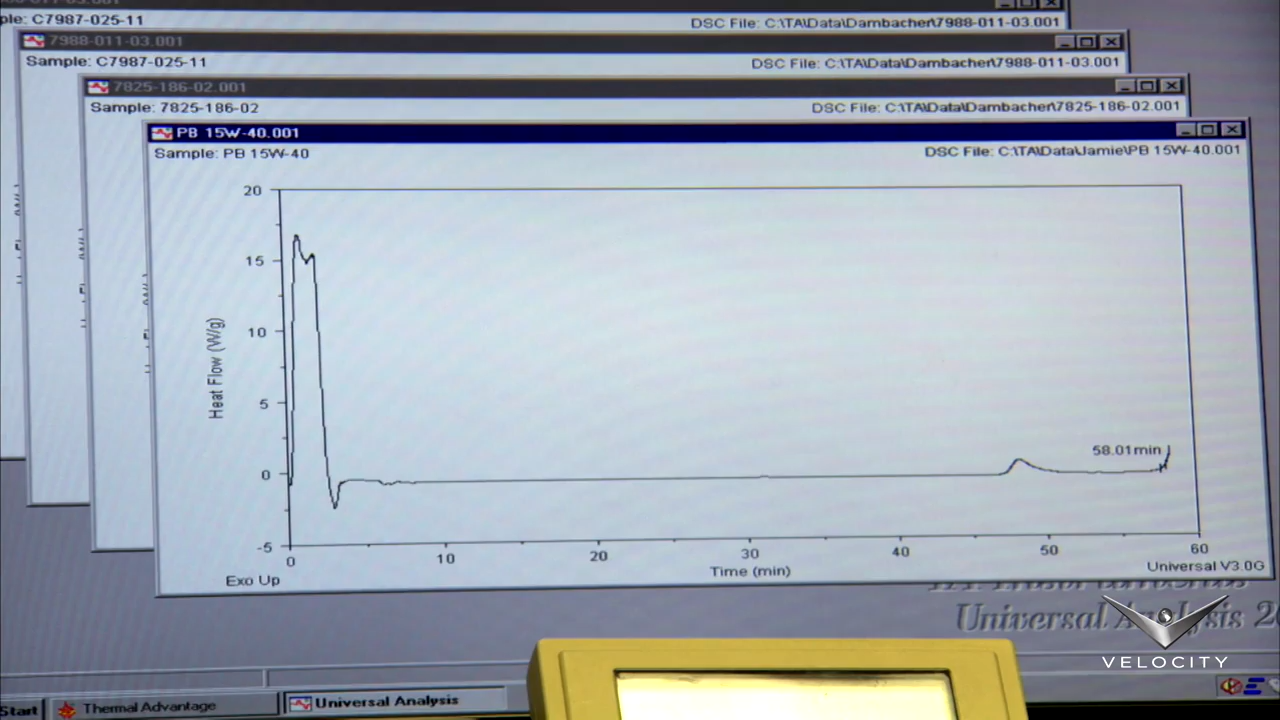 ple: C7987-025-11
DSC File: C:\TA\Data\Dambacher\7988-011-03.001
7988-011-03.001
Sample: C7987-025-11
DSC File: C:\TA\Data\Dambacher\7988-011-03.001
7825-186-02.001
Sample: 7825-186-02
DSC File: C:\TA\Data\Dambacher\7825-186-02.001
PB 15W-40.001
Sample: PB 15W-40
DSC File: C:\TA\Data\Jamie\PB 15W-40.001
20
15
10
5
0
-5
Heat Flow (W/g)
58.01min
0
10
20
30
40
50
60
Exo Up
Time (min)
Universal V3.0G
Universal Analysis 20
VELOCITY
Start
Thermal Advantage
Universal Analysis